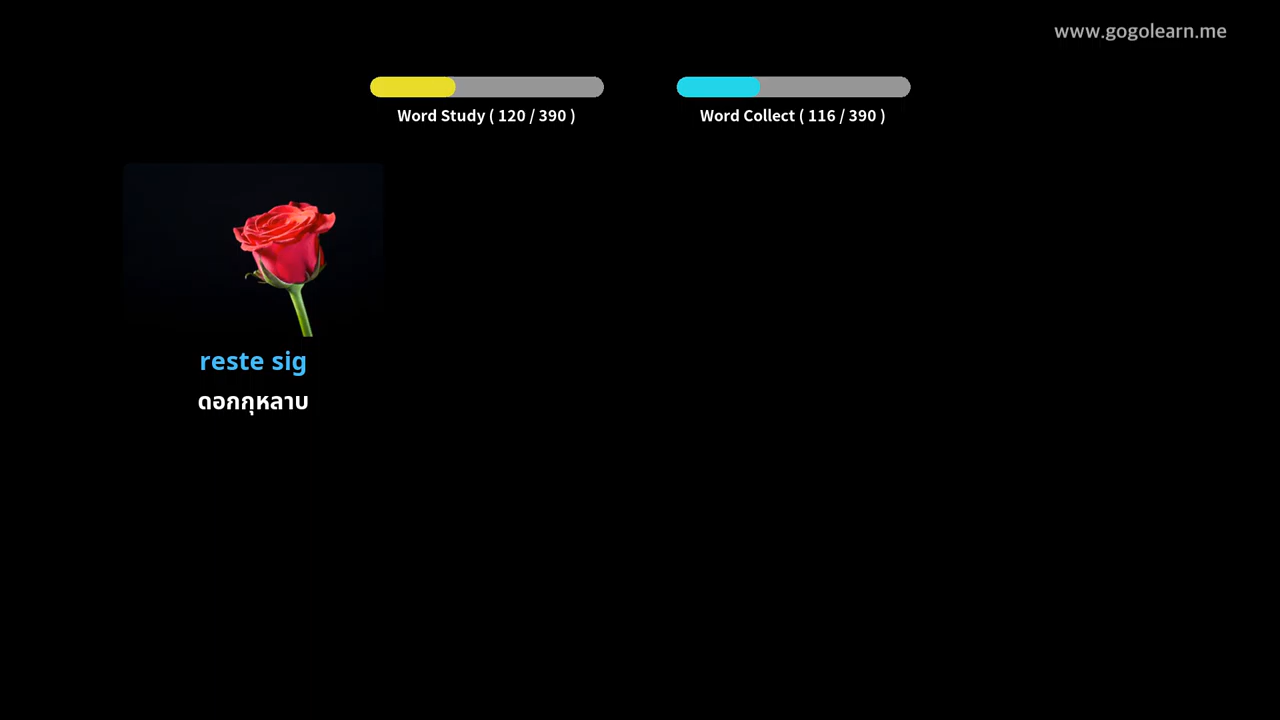 www.gogolearn.me
Word Study ( 120 / 390 )
Word Collect ( 116 / 390 )
reste sig
ดอกกุหลาบ